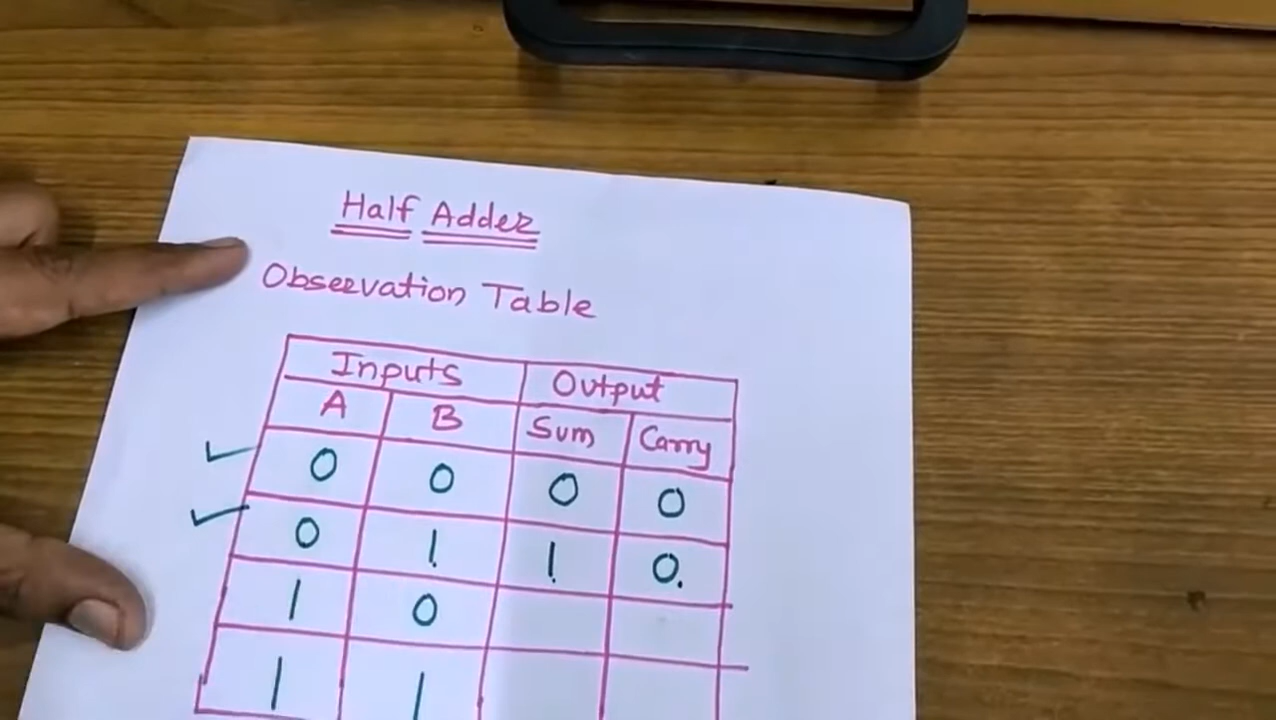 Half Adder
Observation Table
Inputs Output
A B Sum Carry
0 0 0 0
0 1 1 0
1 0
1 1